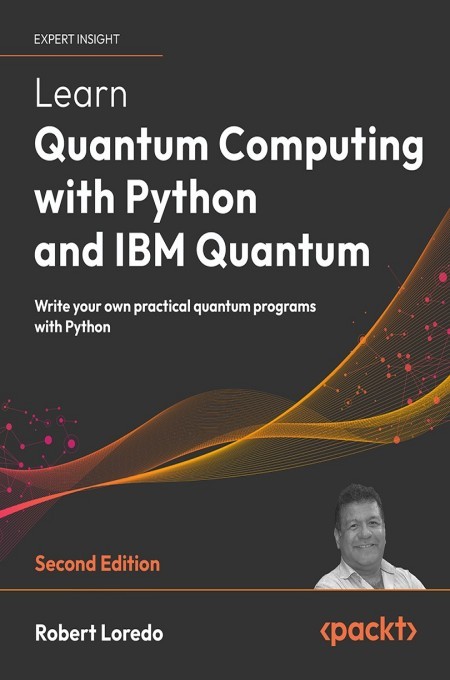 EXPERT INSIGHT
Learn
Quantum Computing
with Python
and IBM Quantum
Write your own practical quantum programs
with Python
Second Edition
Robert Loredo
<packt>